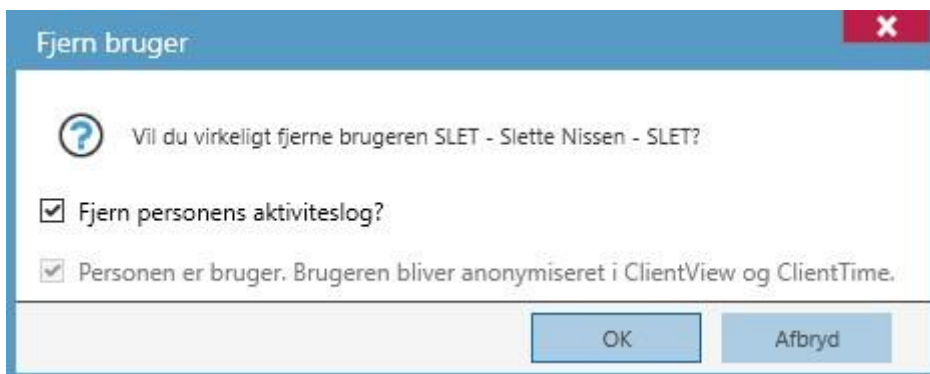 Fjern bruger
Vil du virkeligt fjerne brugeren SLET - Slette Nissen - SLET?
Fjern personens aktiviteslog?
Personen er bruger. Brugeren bliver anonymiseret i ClientView og ClientTime.
OK Afbryd